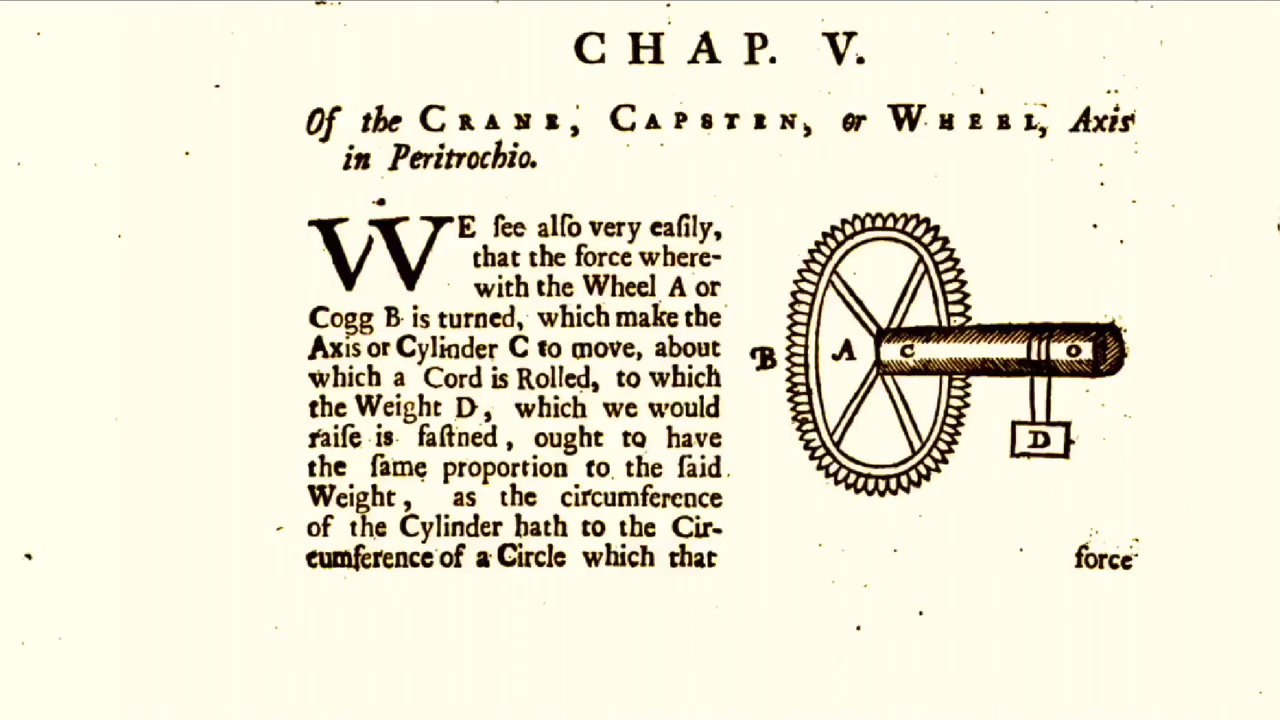 CHAP. V.
Of the CRANE, CAPSTEN, or WHEEL, Axis
in Peritrochio.
WE ſee alſo very eaſily,
that the force where-
with the Wheel A or
Cogg B is turned, which make the
Axis or Cylinder C to move, about
which a Cord is Rolled, to which
the Weight D, which we would
raiſe is faſtned, ought to have
the ſame proportion to the ſaid
Weight, as the circumference
of the Cylinder hath to the Cir-
cumference of a Circle which that
force
B
A
C
O
D